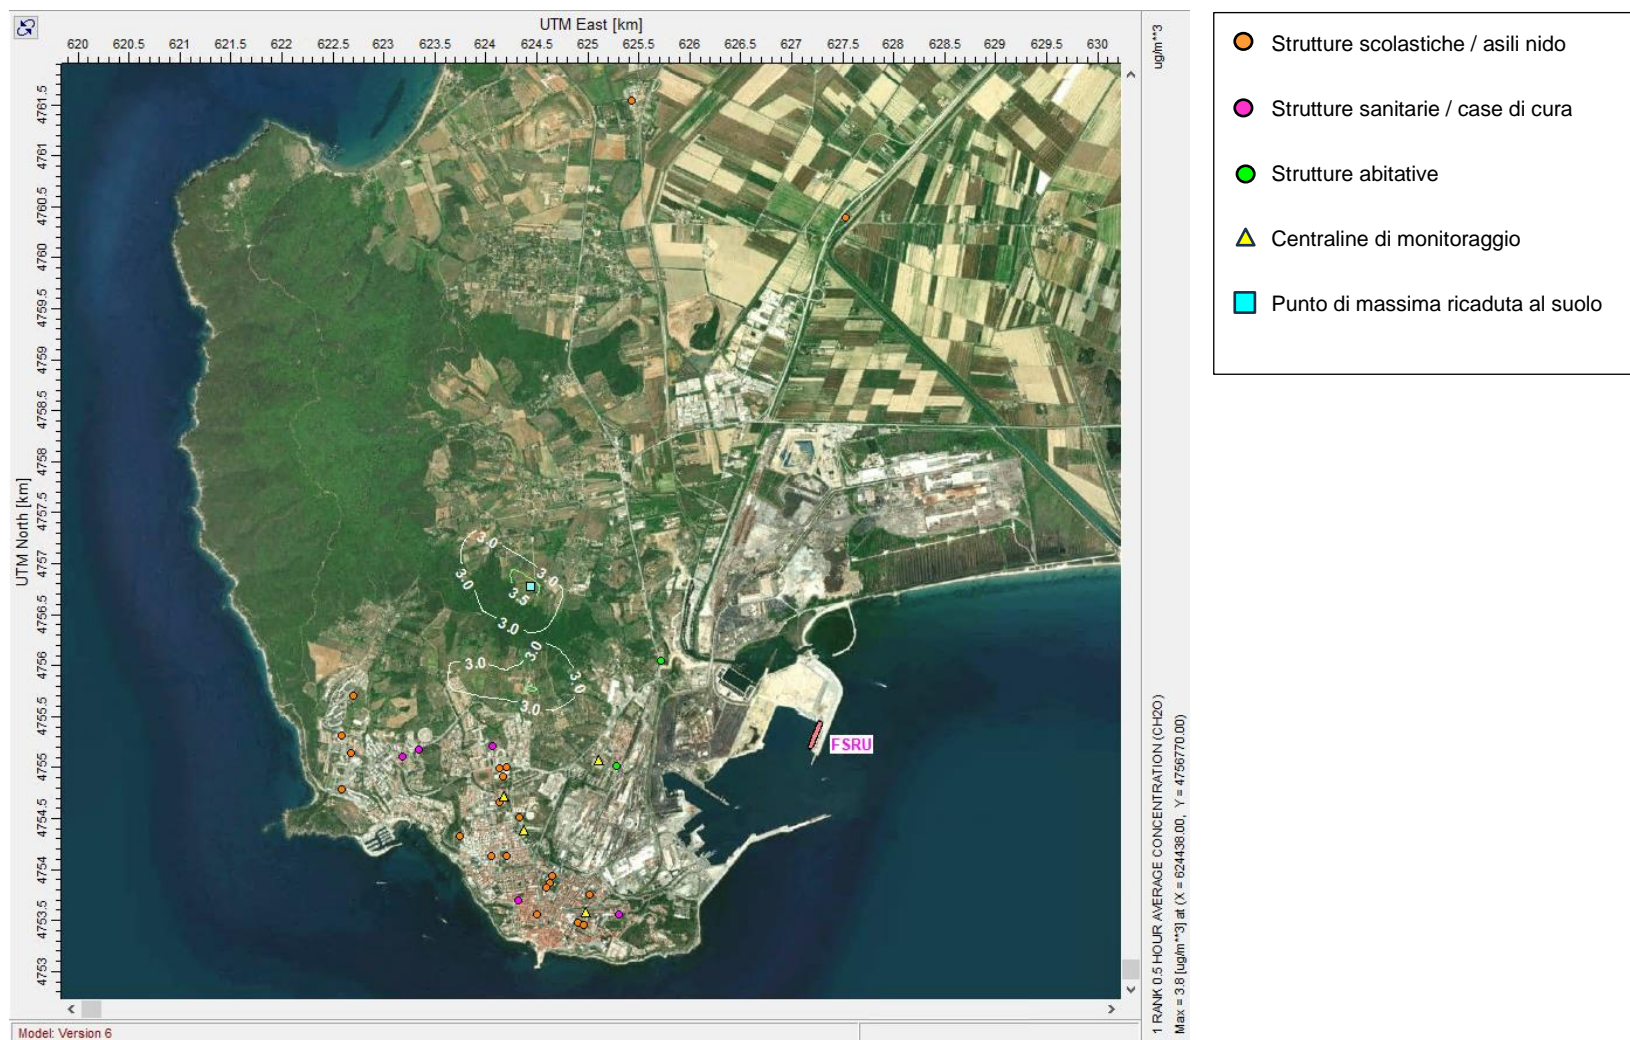 UTM East [km]
620 620.5 621 621.5 622 622.5 623 623.5 624 624.5 625 625.5 626 626.5 627 627.5 628 628.5 629 629.5 630
ug/m**3
UTM North [km]
4761.5
4761
4760.5
4760
4759.5
4759
4758.5
4758
4757.5
4757
4756.5
4756
4755.5
4755
4754.5
4754
4753.5
4753
3.0
3.0
3.0
3.5
3.0
3.0
3.0
3.0
3.0
FSRU
1 RANK 0.5 HOUR AVERAGE CONCENTRATION (CH2O)
Max = 3.8 [ug/m**3] at (X = 624438.00, Y = 4756770.00)
Model: Version 6
Strutture scolastiche / asili nido
Strutture sanitarie / case di cura
Strutture abitative
Centraline di monitoraggio
Punto di massima ricaduta al suolo